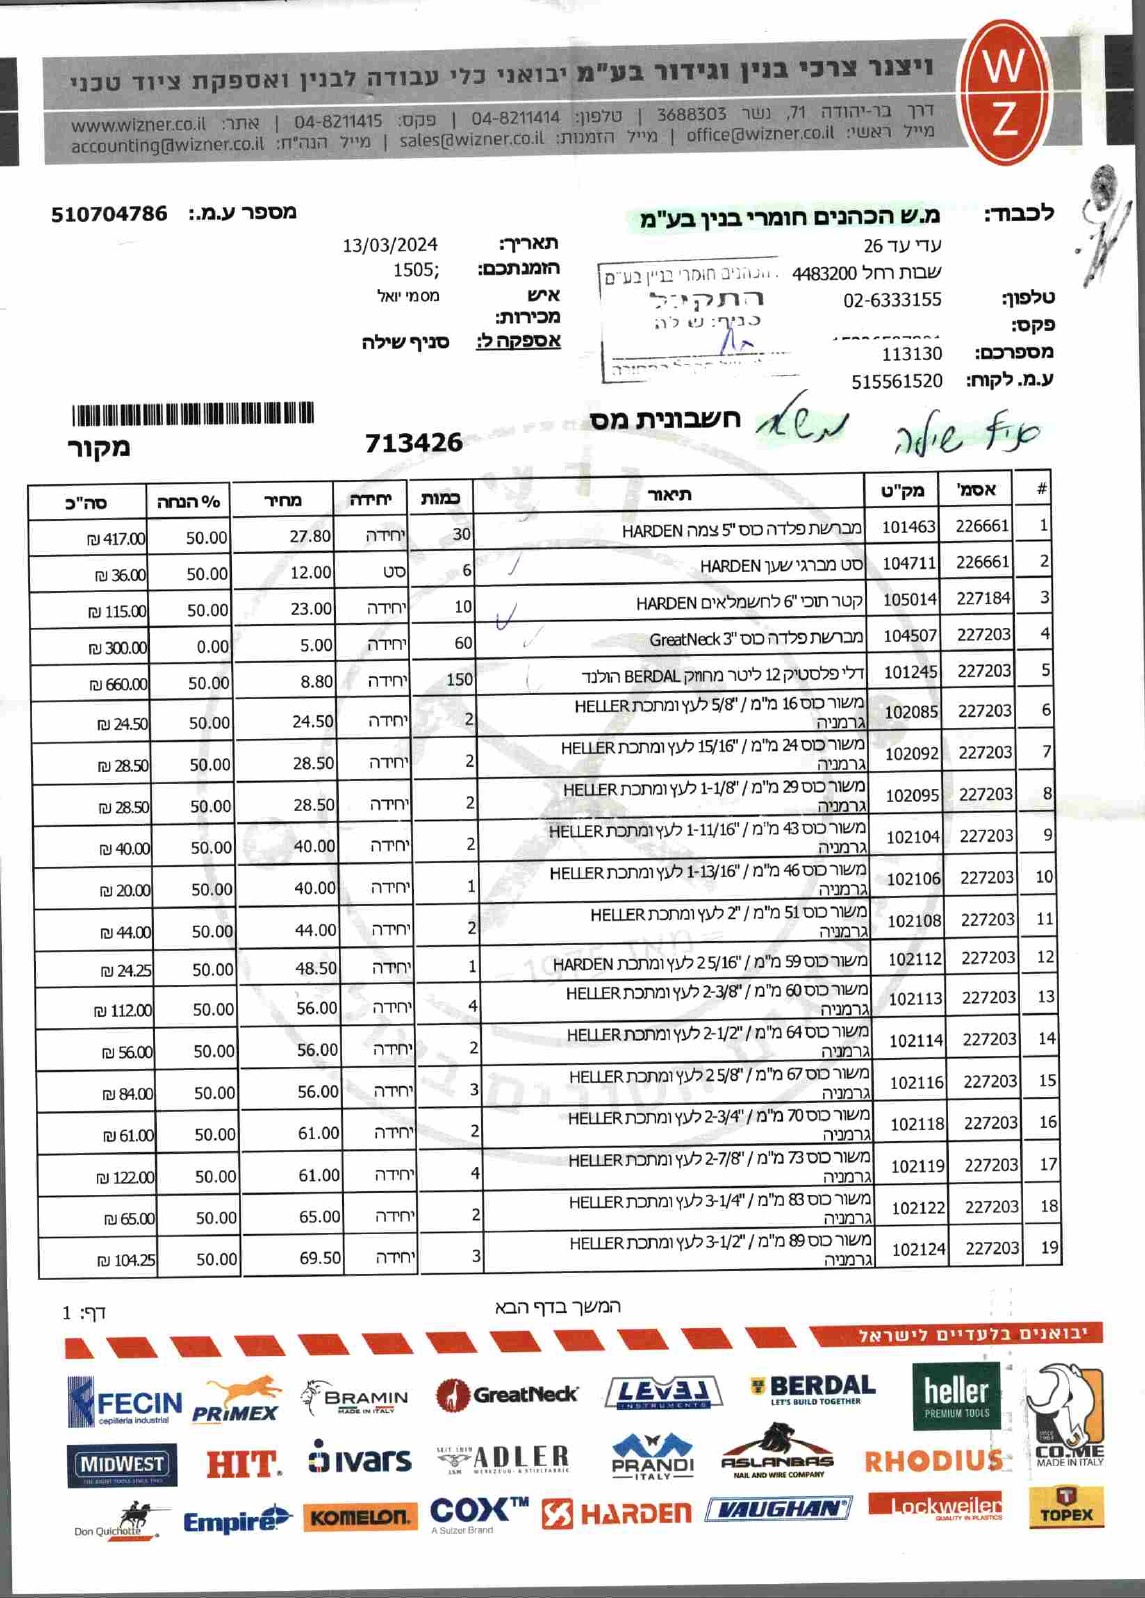 ויצנר צרכי בנין וגידור בע"מ יבואני כלי עבודה לבנין ואספקת ציוד טכני
WZ
דרך בר-יהודה 71, נשר 3688303 | טלפון: 04-8211414 | פקס: 04-8211415 | אתר: www.wizner.co.il
מייל ראשי: office@wizner.co.il | מייל הזמנות: sales@wizner.co.il | מייל הנה"ח: accounting@wizner.co.il
לכבוד: מ.ש הכהנים חומרי בנין בע"מ
מספר ע.מ.: 510704786
עדי עד 26
תאריך: 13/03/2024
שבות רחל 4483200
הזמנתכם: 1505;
טלפון: 02-6333155
איש מכירות: מסמי יואל
פקס:
אספקה ל: סניף שילה
מספרכם: 113130
ע.מ. לקוח: 515561520
הכהנים חומרי בניין בע"מ
התקבל
סניף: שילה
סניף שילה
חשבונית מס
713426
מקור
# אסמ' מק"ט תיאור כמות יחידה מחיר % הנחה סה"כ
1 226661 101463 מברשת פלדה כוס "5 צמה HARDEN 30 יחידה 27.80 50.00 417.00 ₪
2 226661 104711 סט מברגי שען HARDEN 6 סט 12.00 50.00 36.00 ₪
3 227184 105014 קטר תוכי "6 לחשמלאים HARDEN 10 יחידה 23.00 50.00 115.00 ₪
4 227203 104507 מברשת פלדה כוס "3 GreatNeck 60 יחידה 5.00 0.00 300.00 ₪
5 227203 101245 דלי פלסטיק 12 ליטר מחוזק BERDAL הולנד 150 יחידה 8.80 50.00 660.00 ₪
6 227203 102085 משור כוס 16 מ"מ / "5/8 לעץ ומתכת HELLER גרמניה 2 יחידה 24.50 50.00 24.50 ₪
7 227203 102092 משור כוס 24 מ"מ / "15/16 לעץ ומתכת HELLER גרמניה 2 יחידה 28.50 50.00 28.50 ₪
8 227203 102095 משור כוס 29 מ"מ / "1-1/8 לעץ ומתכת HELLER גרמניה 2 יחידה 28.50 50.00 28.50 ₪
9 227203 102104 משור כוס 43 מ"מ / "1-11/16 לעץ ומתכת HELLER גרמניה 2 יחידה 40.00 50.00 40.00 ₪
10 227203 102106 משור כוס 46 מ"מ / "1-13/16 לעץ ומתכת HELLER גרמניה 1 יחידה 40.00 50.00 20.00 ₪
11 227203 102108 משור כוס 51 מ"מ / "2 לעץ ומתכת HELLER גרמניה 2 יחידה 44.00 50.00 44.00 ₪
12 227203 102112 משור כוס 59 מ"מ / "2 5/16 לעץ ומתכת HARDEN 1 יחידה 48.50 50.00 24.25 ₪
13 227203 102113 משור כוס 60 מ"מ / "2-3/8 לעץ ומתכת HELLER גרמניה 4 יחידה 56.00 50.00 112.00 ₪
14 227203 102114 משור כוס 64 מ"מ / "2-1/2 לעץ ומתכת HELLER גרמניה 2 יחידה 56.00 50.00 56.00 ₪
15 227203 102116 משור כוס 67 מ"מ / "2 5/8 לעץ ומתכת HELLER גרמניה 3 יחידה 56.00 50.00 84.00 ₪
16 227203 102118 משור כוס 70 מ"מ / "2-3/4 לעץ ומתכת HELLER גרמניה 2 יחידה 61.00 50.00 61.00 ₪
17 227203 102119 משור כוס 73 מ"מ / "2-7/8 לעץ ומתכת HELLER גרמניה 4 יחידה 61.00 50.00 122.00 ₪
18 227203 102122 משור כוס 83 מ"מ / "3-1/4 לעץ ומתכת HELLER גרמניה 2 יחידה 65.00 50.00 65.00 ₪
19 227203 102124 משור כוס 89 מ"מ / "3-1/2 לעץ ומתכת HELLER גרמניה 3 יחידה 69.50 50.00 104.25 ₪
המשך בדף הבא
דף: 1
יבואנים בלעדיים לישראל
FECIN cepilleria industrial PRIMEX BRAMIN MADE IN ITALY GreatNeck LEVEL INSTRUMENTS BERDAL LET'S BUILD TOGETHER heller PREMIUM TOOLS CO.ME MADE IN ITALY
MIDWEST HIT. ivars ADLER PRANDI ITALY ASLANBAS NAIL AND WIRE COMPANY RHODIUS
Don Quichotte Empire KOMELON. COX™ A Sulzer Brand HARDEN VAUGHAN Lockweiler QUALITY IN PLASTICS TOPEX